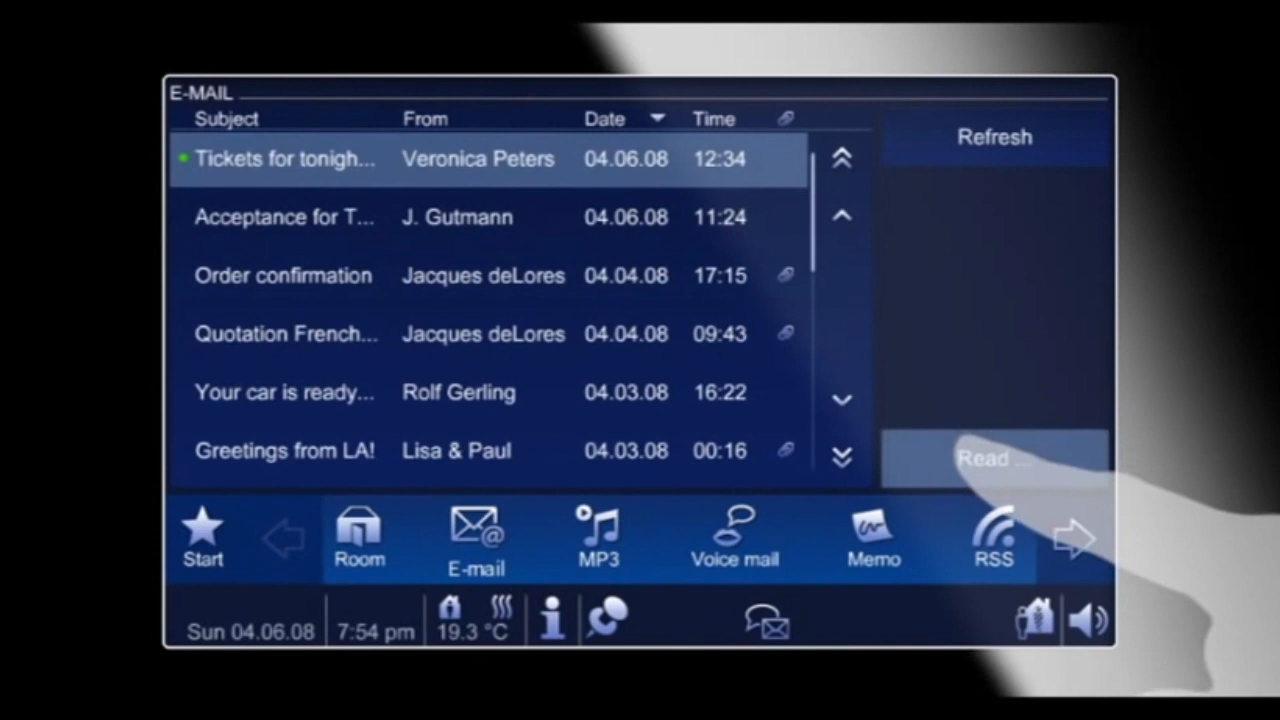 E-MAIL
Subject From Date Time
Tickets for tonigh... Veronica Peters 04.06.08 12:34
Refresh
Acceptance for T... J. Gutmann 04.06.08 11:24
Order confirmation Jacques deLores 04.04.08 17:15
Quotation French... Jacques deLores 04.04.08 09:43
Your car is ready... Rolf Gerling 04.03.08 16:22
Greetings from LA! Lisa & Paul 04.03.08 00:16
Read ...
Start Room E-mail MP3 Voice mail Memo RSS
Sun 04.06.08 7:54 pm 19.3 °C